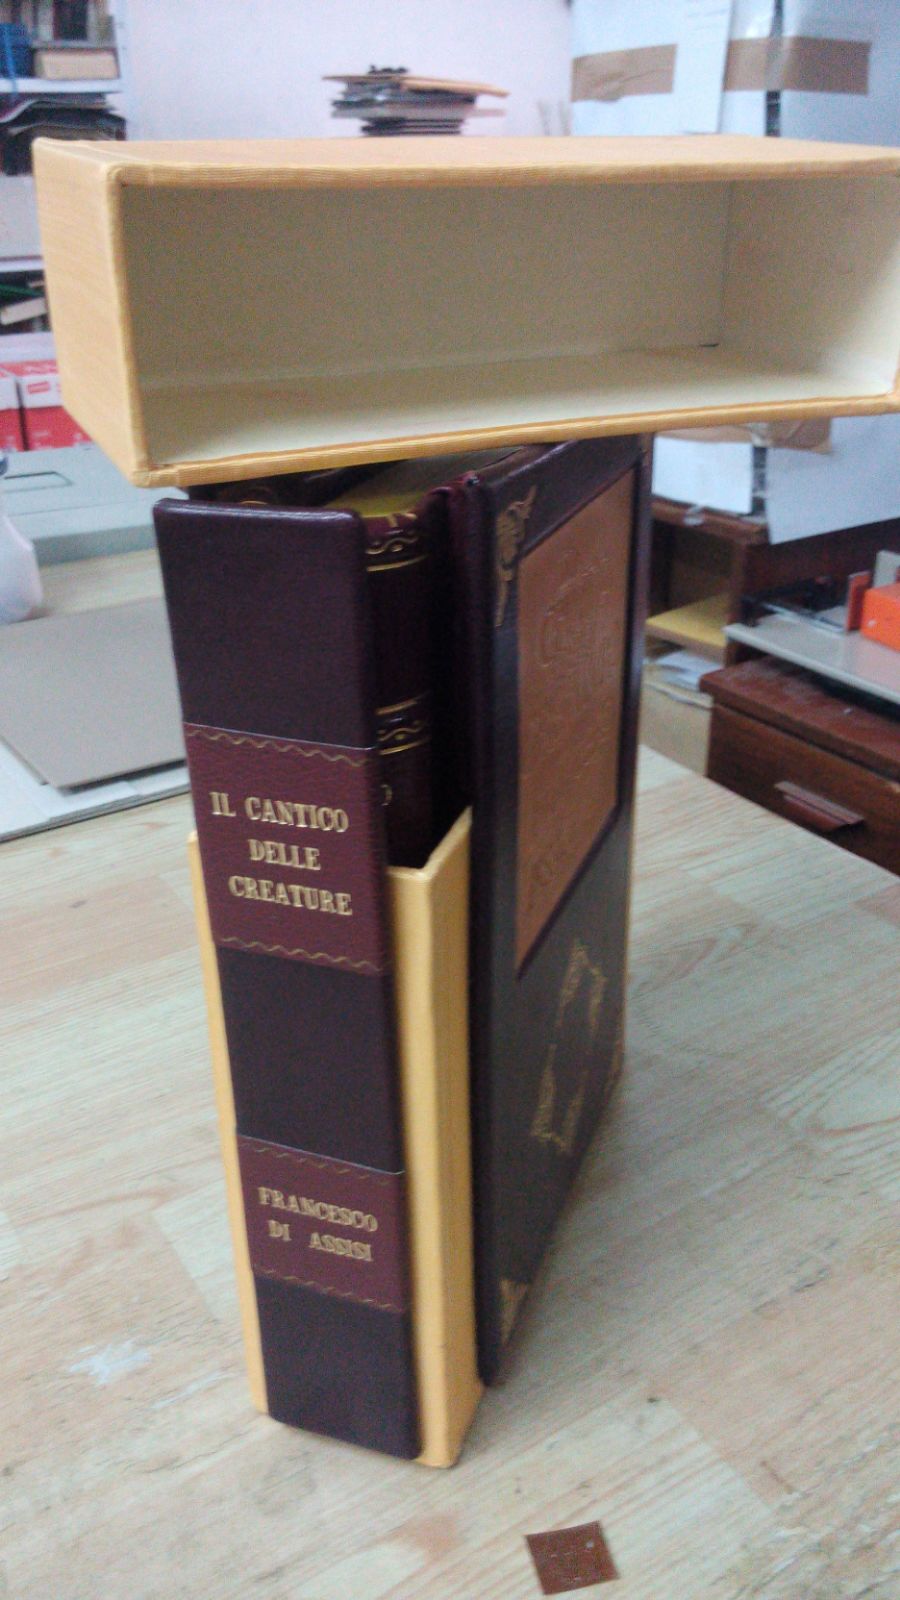 IL CANTICO
DELLE
CREATURE
FRANCESCO
DI ASSISI